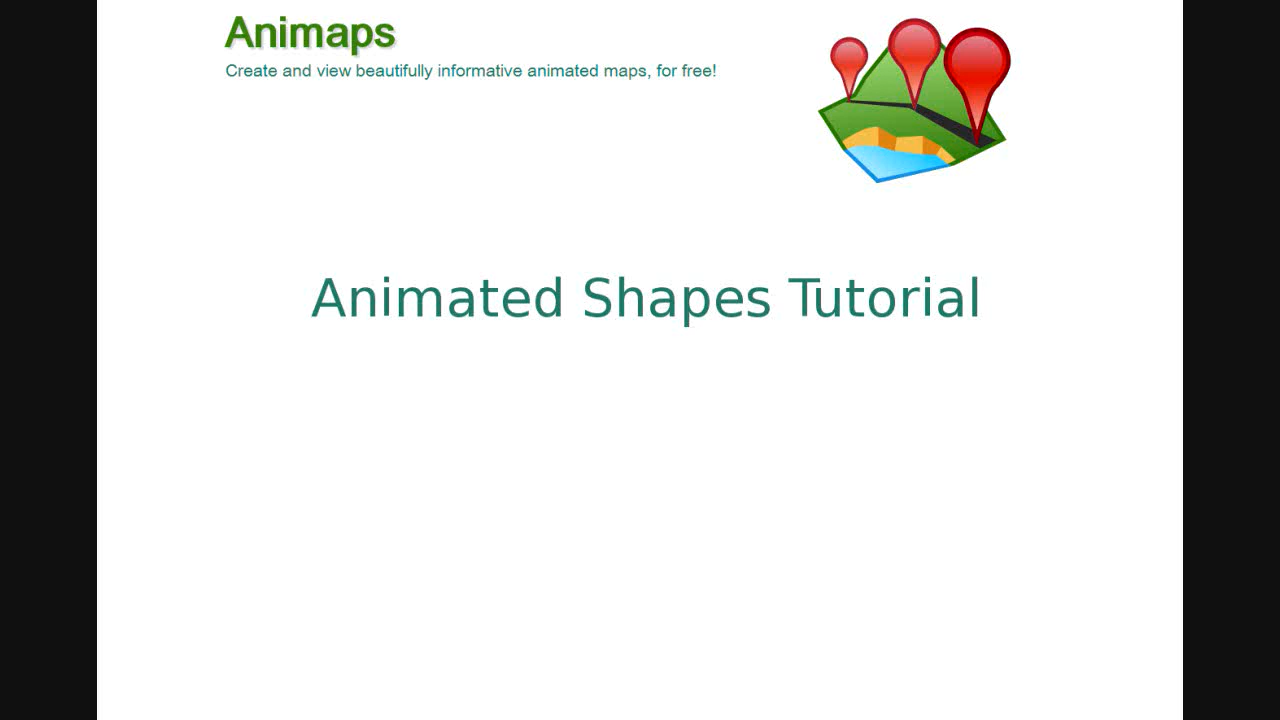 Animaps
Create and view beautifully informative animated maps, for free!
Animated Shapes Tutorial